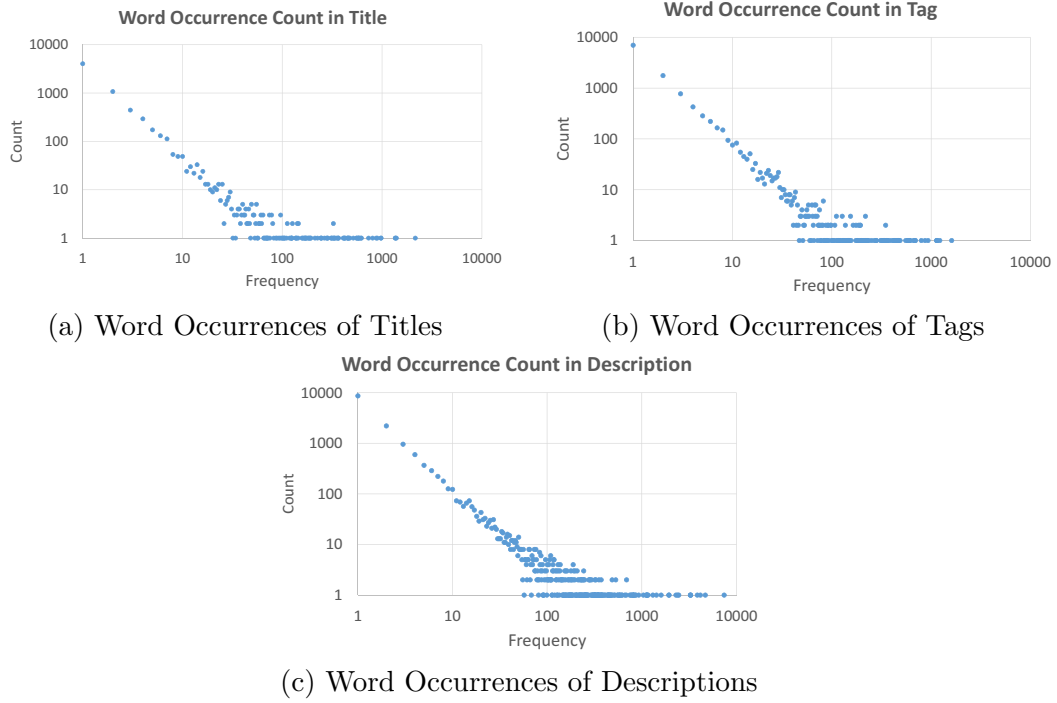 Word Occurrence Count in Title
10000
1000
100
10
1
Count
1 10 100 1000 10000
Frequency
(a) Word Occurrences of Titles
Word Occurrence Count in Tag
10000
1000
100
10
1
Count
1 10 100 1000 10000
Frequency
(b) Word Occurrences of Tags
Word Occurrence Count in Description
10000
1000
100
10
1
Count
1 10 100 1000 10000
Frequency
(c) Word Occurrences of Descriptions